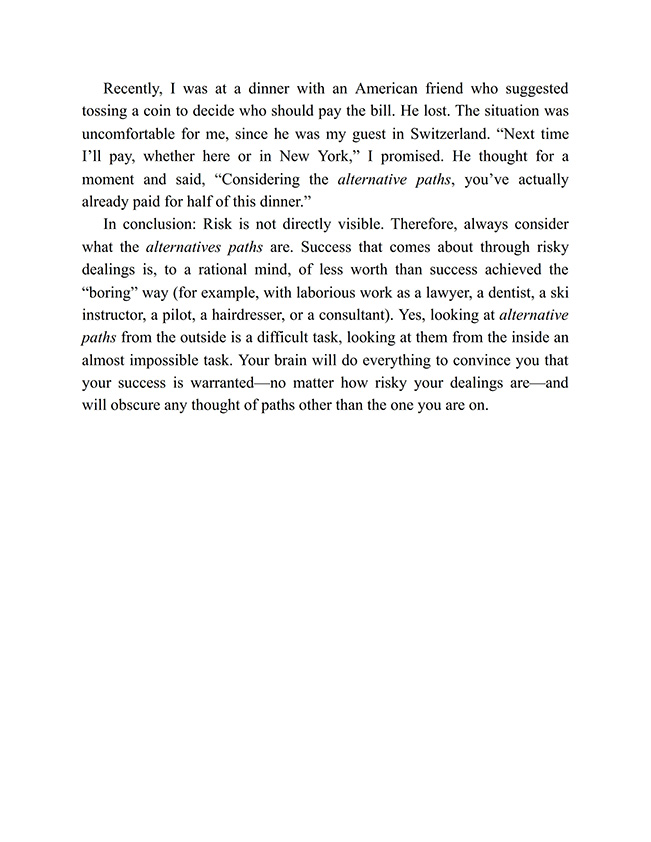 Recently, I was at a dinner with an American friend who suggested
tossing a coin to decide who should pay the bill. He lost. The situation was
uncomfortable for me, since he was my guest in Switzerland. “Next time
I’ll pay, whether here or in New York,” I promised. He thought for a
moment and said, “Considering the alternative paths, you’ve actually
already paid for half of this dinner.”
In conclusion: Risk is not directly visible. Therefore, always consider
what the alternatives paths are. Success that comes about through risky
dealings is, to a rational mind, of less worth than success achieved the
“boring” way (for example, with laborious work as a lawyer, a dentist, a ski
instructor, a pilot, a hairdresser, or a consultant). Yes, looking at alternative
paths from the outside is a difficult task, looking at them from the inside an
almost impossible task. Your brain will do everything to convince you that
your success is warranted—no matter how risky your dealings are—and
will obscure any thought of paths other than the one you are on.